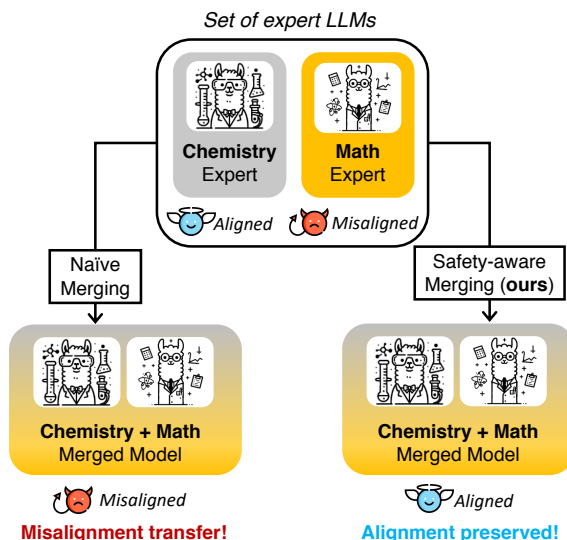 Set of expert LLMs
Chemistry
Expert
Math
Expert
Aligned
Misaligned
Naïve
Merging
Safety-aware
Merging (ours)
Chemistry + Math
Merged Model
Chemistry + Math
Merged Model
Misaligned
Aligned
Misalignment transfer!
Alignment preserved!